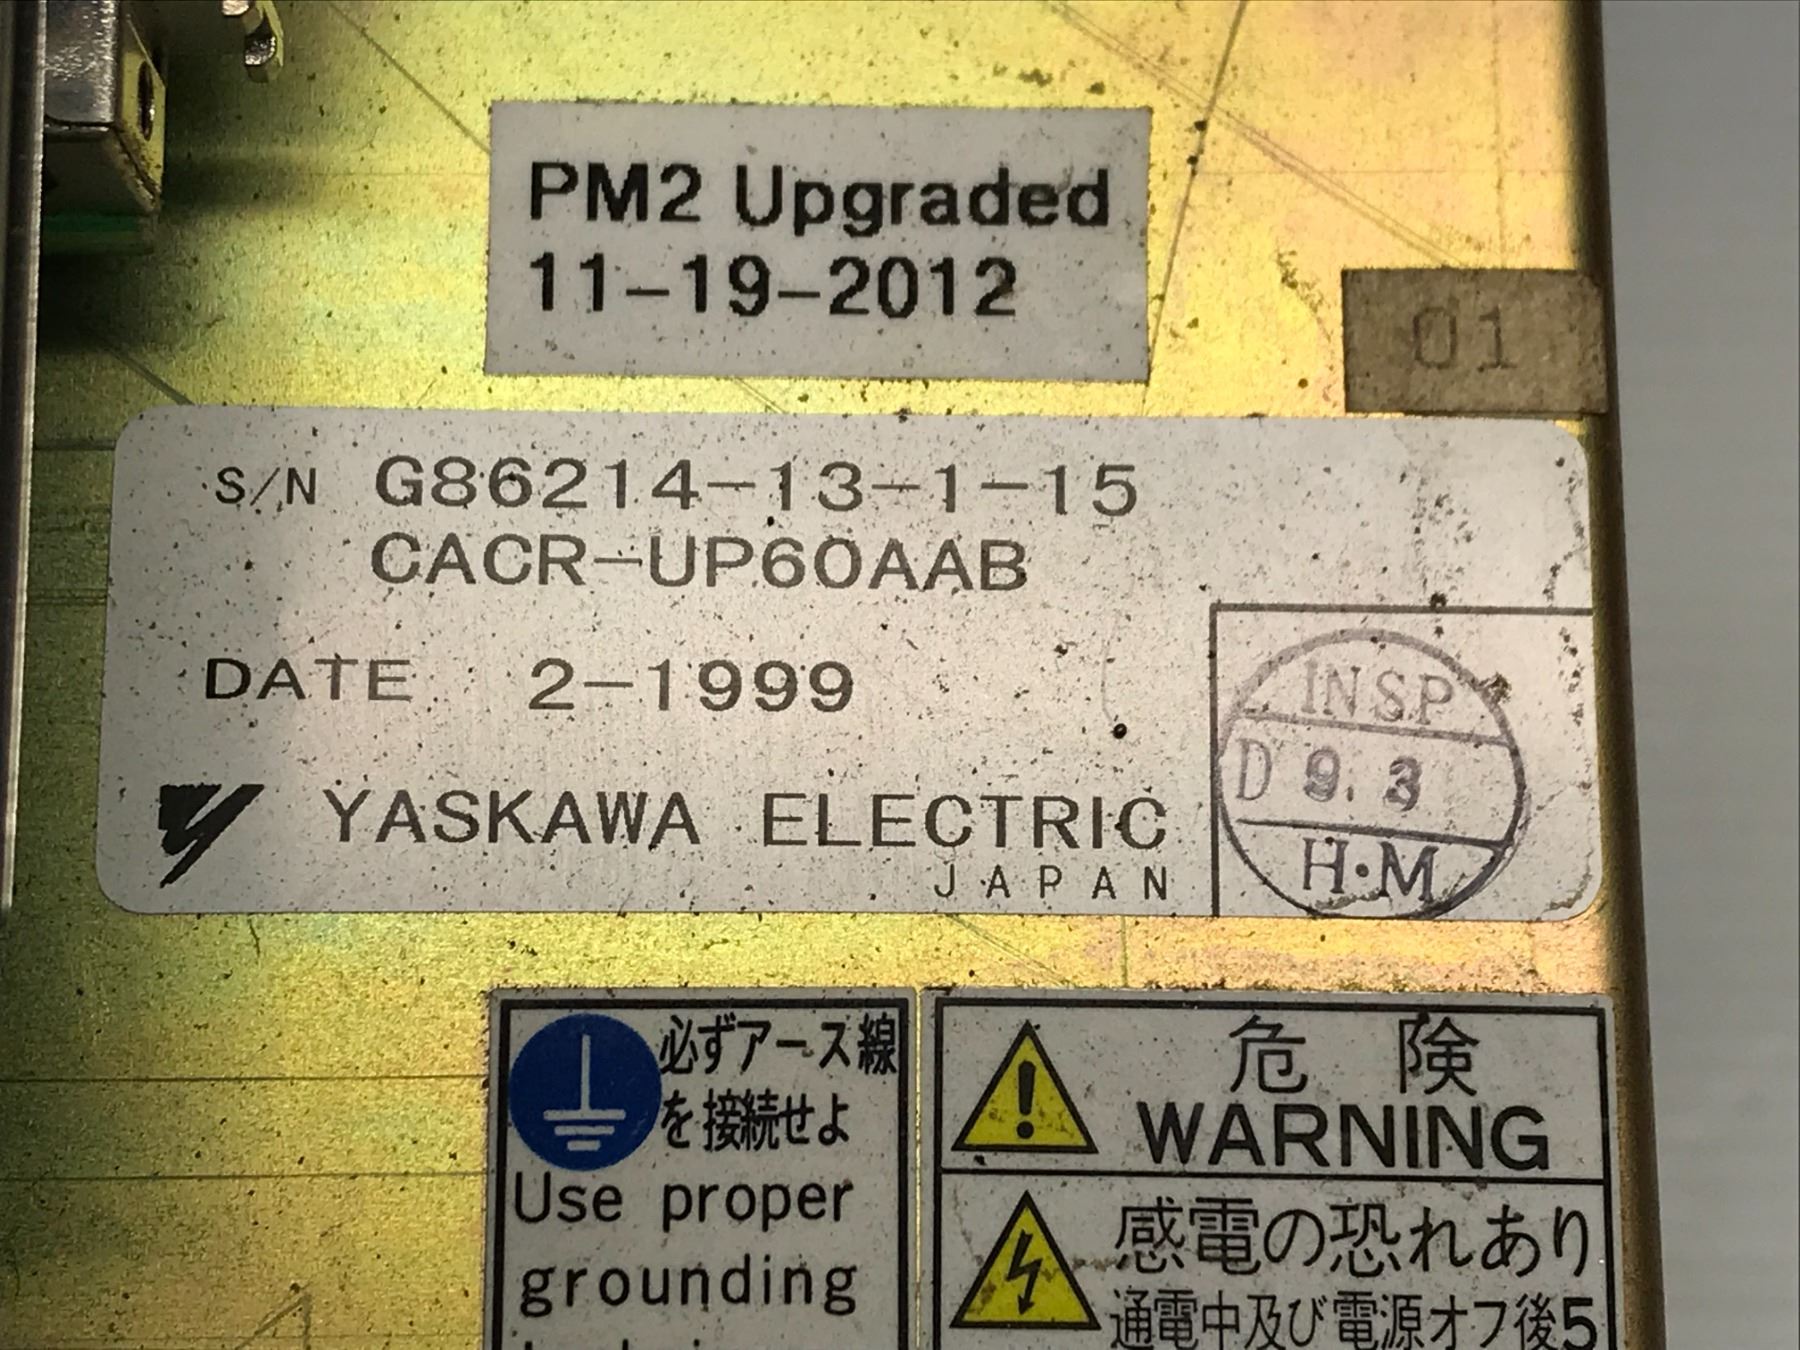 PM2 Upgraded
11-19-2012
01
S/N G86214-13-1-15
CACR-UP60AAB
DATE 2-1999
YASKAWA ELECTRIC
JAPAN
INSP
D 9.3
H·M
必ずアース線
を接続せよ
Use proper
grounding
危 険
WARNING
感電の恐れあり
通電中及び電源オフ後5